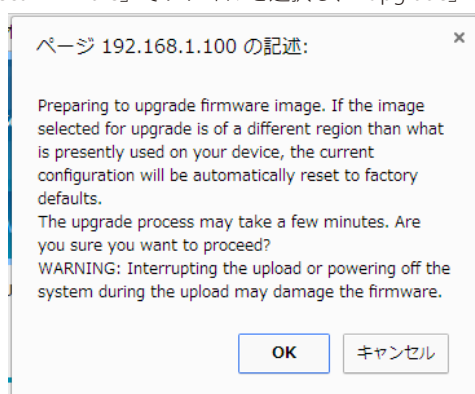 ページ 192.168.1.100 の記述:
×
Preparing to upgrade firmware image. If the image
selected for upgrade is of a different region than what
is presently used on your device, the current
configuration will be automatically reset to factory
defaults.
The upgrade process may take a few minutes. Are
you sure you want to proceed?
WARNING: Interrupting the upload or powering off the
system during the upload may damage the firmware.
OK キャンセル